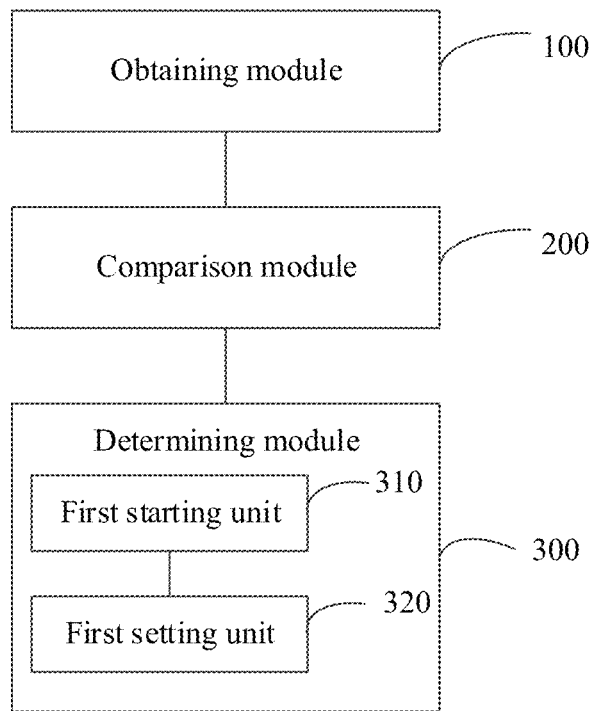 Obtaining module
100
Comparison module
200
Determining module
First starting unit
310
300
First setting unit
320